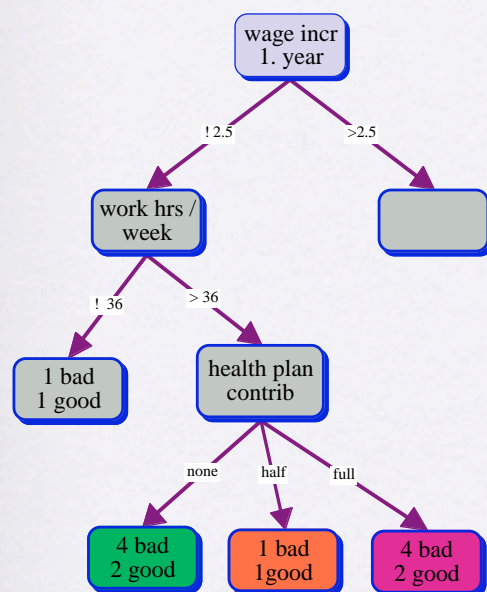 wage incr
1. year
! 2.5
>2.5
work hrs /
week
! 36
> 36
1 bad
1 good
health plan
contrib
none
half
full
4 bad
2 good
1 bad
1good
4 bad
2 good